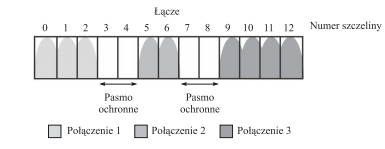 Łącze
0 1 2 3 4 5 6 7 8 9 10 11 12 Numer szczeliny
Pasmo ochronne
Pasmo ochronne
Połączenie 1 Połączenie 2 Połączenie 3